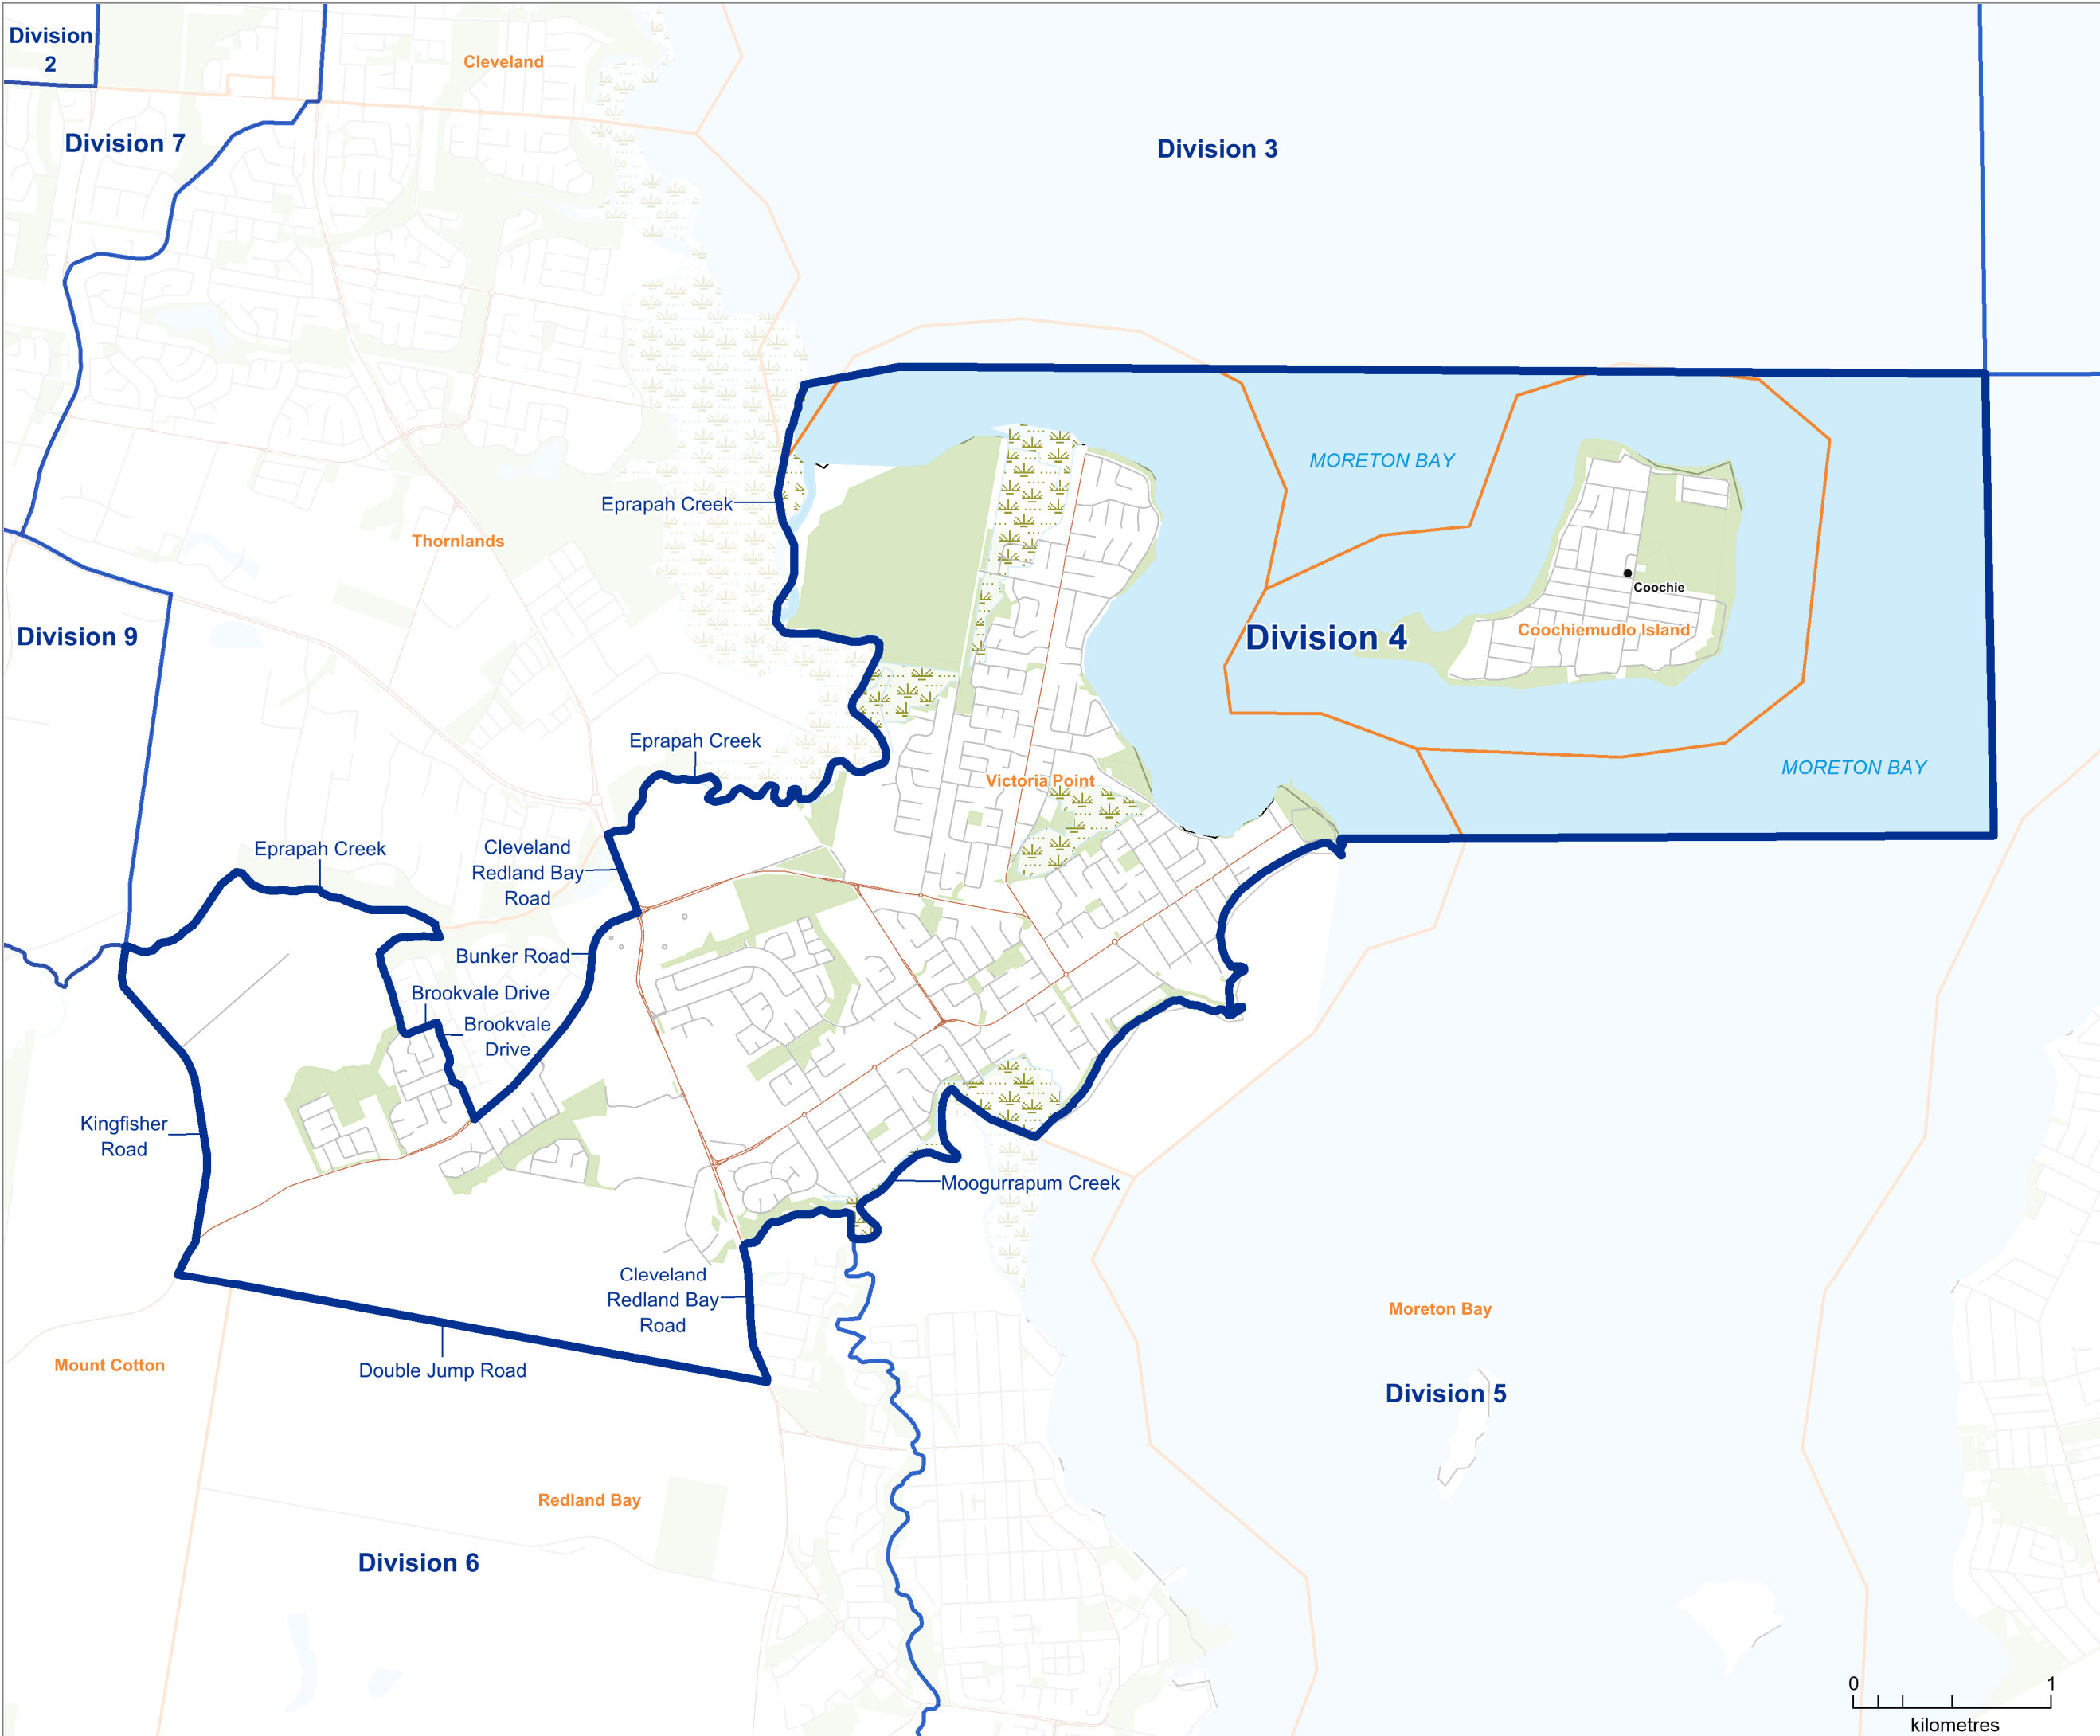 Division
2
Cleveland
Division 7
Division 3
MORETON BAY
Eprapah Creek
Thornlands
Coochie
Division 9
Division 4
Coochiemudlo Island
Eprapah Creek
MORETON BAY
Victoria Point
Eprapah Creek
Cleveland
Redland Bay
Road
Bunker Road
Brookvale Drive
Brookvale
Drive
Kingfisher
Road
Moogurrapum Creek
Cleveland
Redland Bay
Road
Moreton Bay
Mount Cotton
Double Jump Road
Division 5
Redland Bay
Division 6
0 1
kilometres